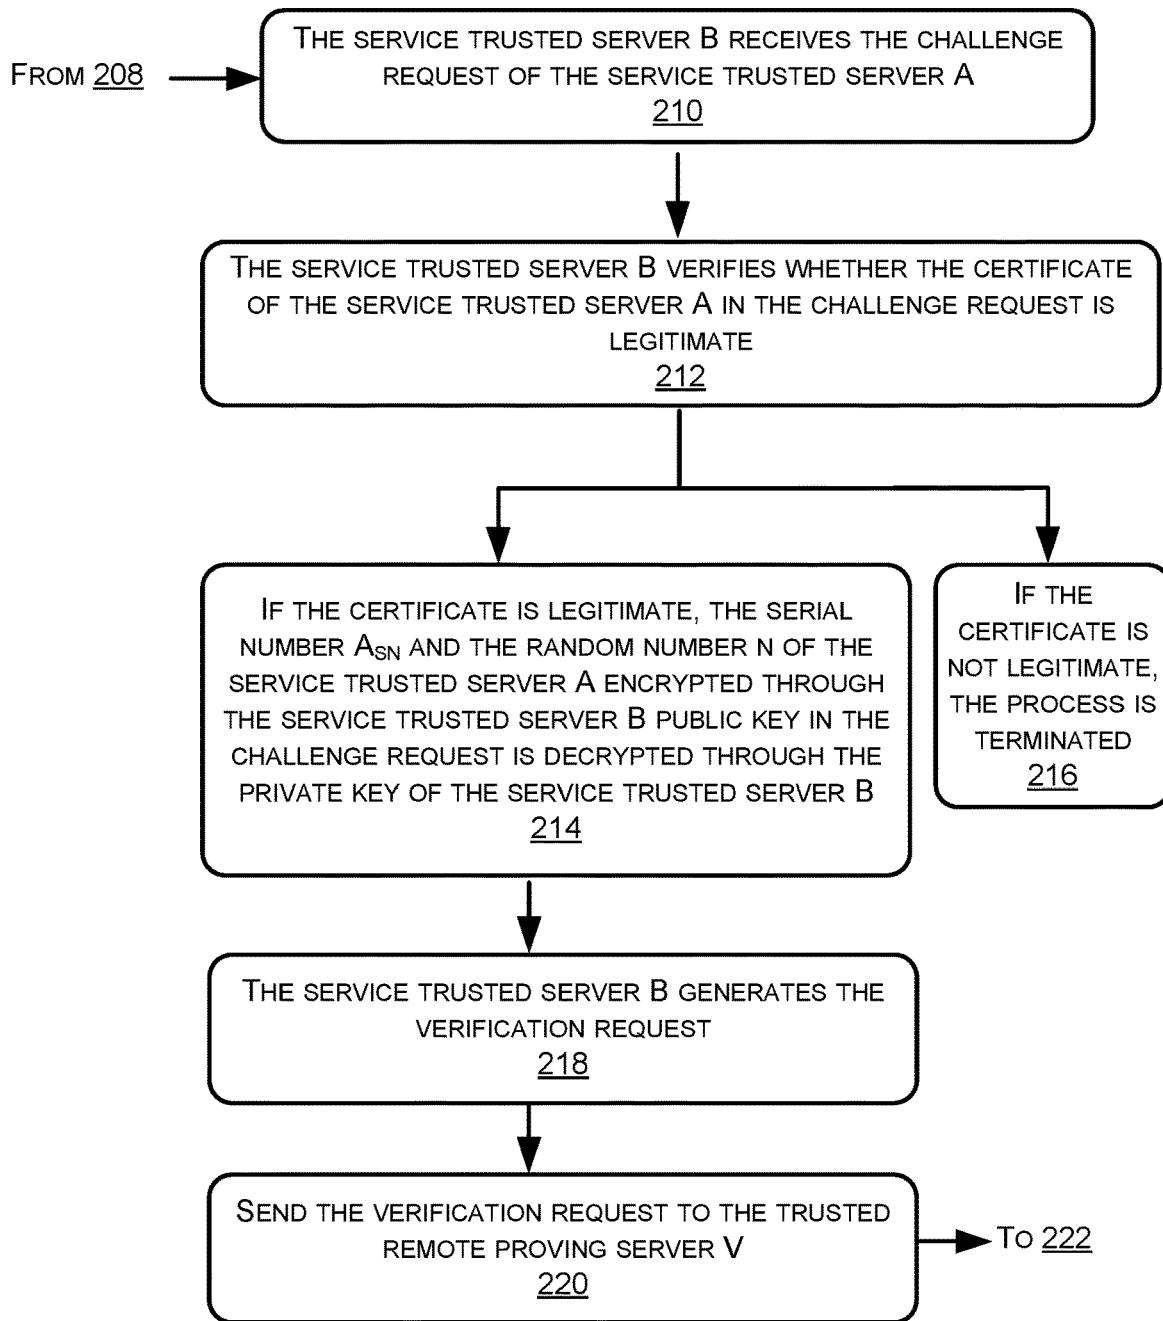 THE SERVICE TRUSTED SERVER B RECEIVES THE CHALLENGE
REQUEST OF THE SERVICE TRUSTED SERVER A
210
FROM 208
THE SERVICE TRUSTED SERVER B VERIFIES WHETHER THE CERTIFICATE
OF THE SERVICE TRUSTED SERVER A IN THE CHALLENGE REQUEST IS
LEGITIMATE
212
IF THE CERTIFICATE IS LEGITIMATE, THE SERIAL
NUMBER A_SN AND THE RANDOM NUMBER N OF THE
SERVICE TRUSTED SERVER A ENCRYPTED THROUGH
THE SERVICE TRUSTED SERVER B PUBLIC KEY IN THE
CHALLENGE REQUEST IS DECRYPTED THROUGH THE
PRIVATE KEY OF THE SERVICE TRUSTED SERVER B
214
IF THE
CERTIFICATE IS
NOT LEGITIMATE,
THE PROCESS IS
TERMINATED
216
THE SERVICE TRUSTED SERVER B GENERATES THE
VERIFICATION REQUEST
218
SEND THE VERIFICATION REQUEST TO THE TRUSTED
REMOTE PROVING SERVER V
220
TO 222